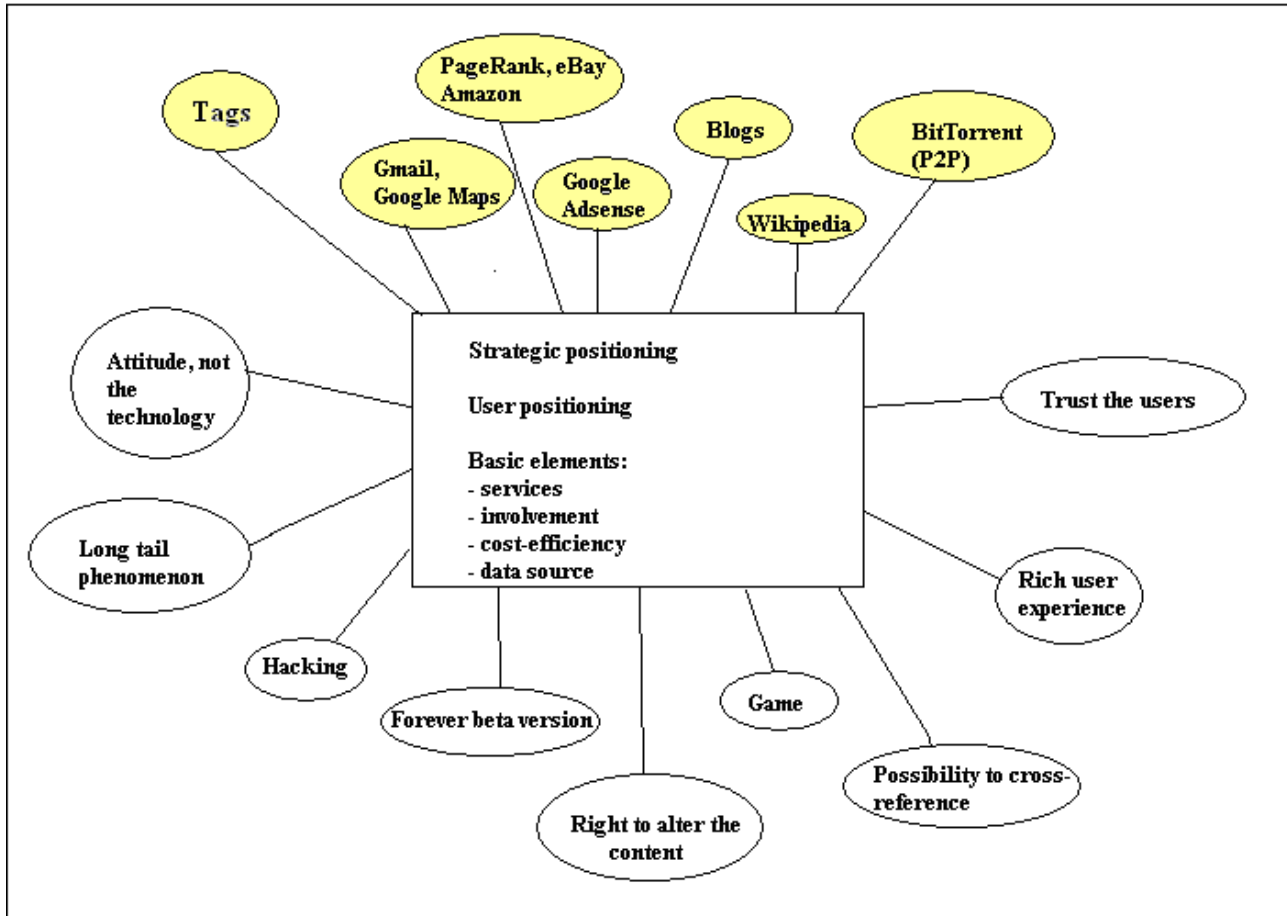 PageRank, eBay
Amazon
Tags
Blogs
BitTorrent
(P2P)
Gmail,
Google Maps
Google
Adsense
Wikipedia
Strategic positioning
User positioning
Basic elements:
- services
- involvement
- cost-efficiency
- data source
Attitude, not
the
technology
Trust the users
Long tail
phenomenon
Rich user
experience
Hacking
Forever beta version
Game
Possibility to cross-
reference
Right to alter the
content